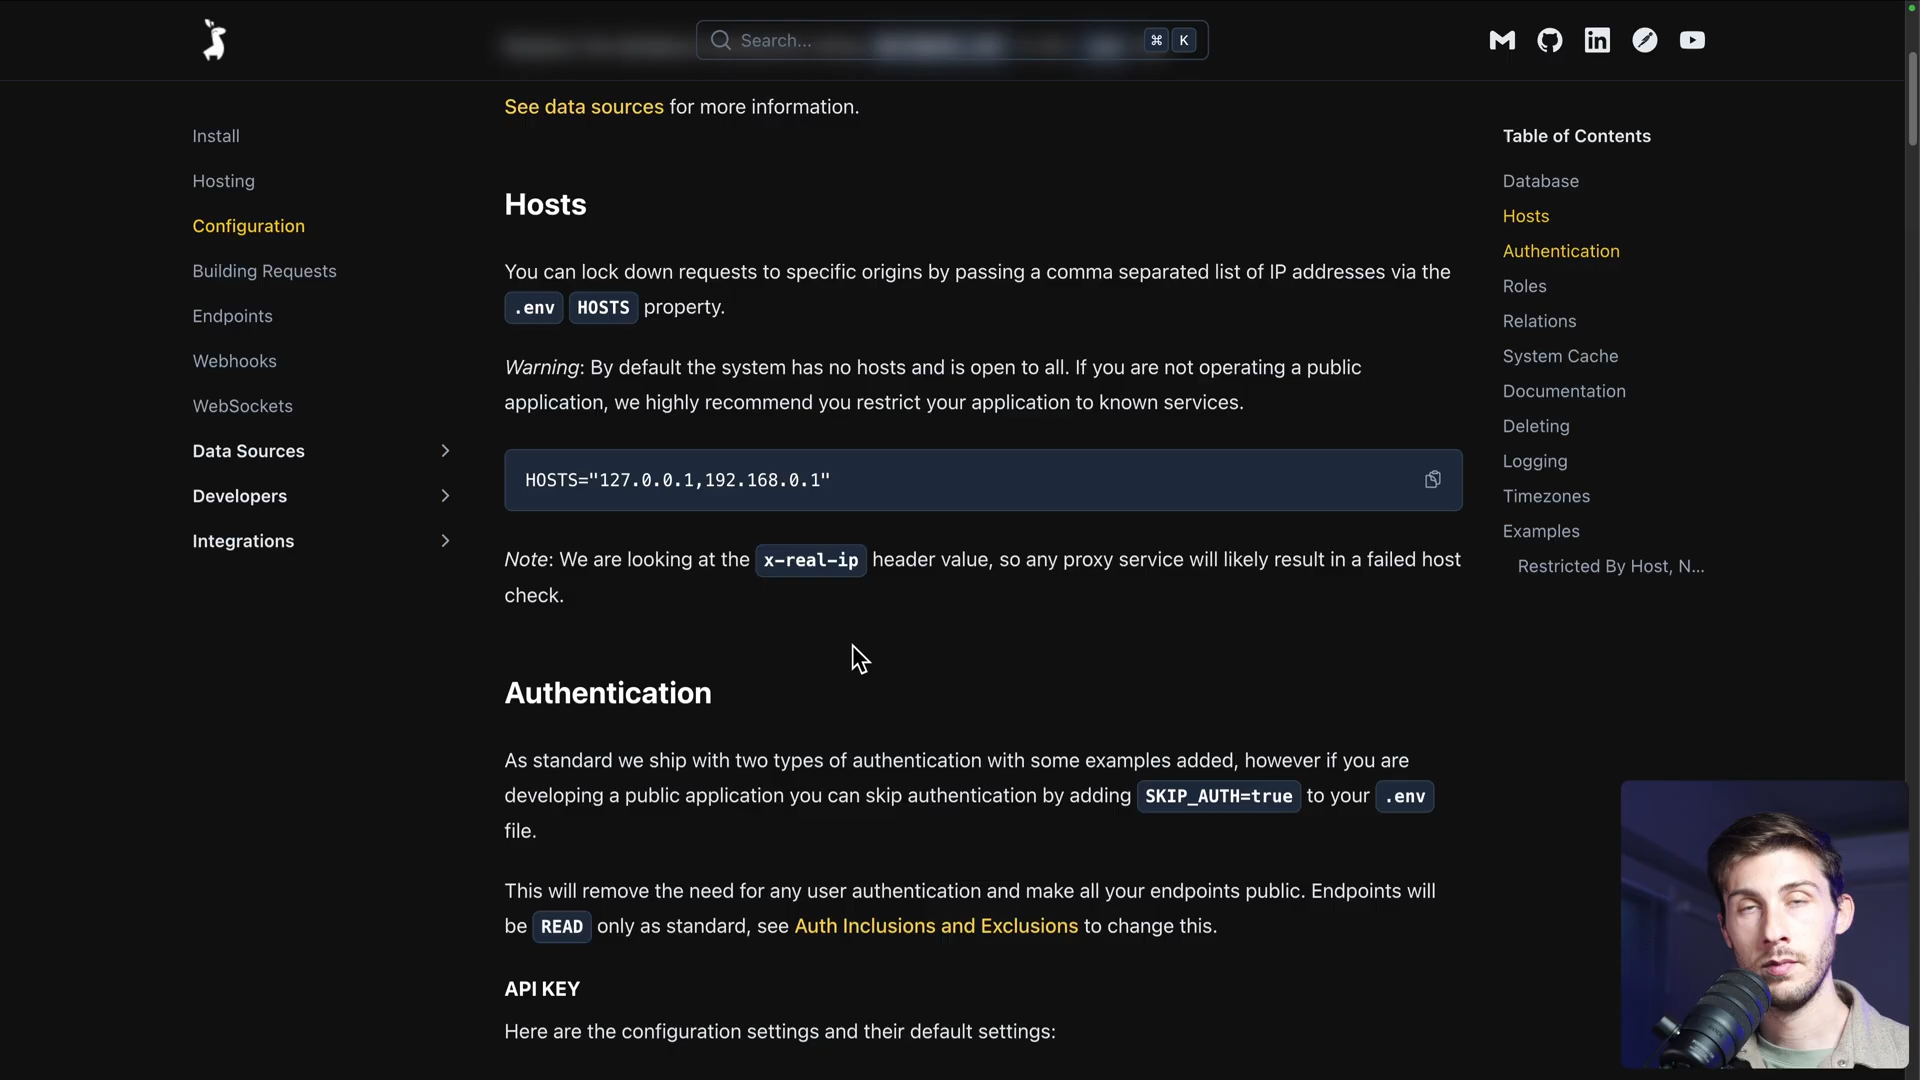 Search...
⌘ K
Install
Hosting
Configuration
Building Requests
Endpoints
Webhooks
WebSockets
Data Sources
Developers
Integrations
See data sources for more information.
Hosts
You can lock down requests to specific origins by passing a comma separated list of IP addresses via the
.env HOSTS property.
Warning: By default the system has no hosts and is open to all. If you are not operating a public
application, we highly recommend you restrict your application to known services.
HOSTS="127.0.0.1,192.168.0.1"
Note: We are looking at the x-real-ip header value, so any proxy service will likely result in a failed host
check.
Authentication
As standard we ship with two types of authentication with some examples added, however if you are
developing a public application you can skip authentication by adding SKIP_AUTH=true to your .env
file.
This will remove the need for any user authentication and make all your endpoints public. Endpoints will
be READ only as standard, see Auth Inclusions and Exclusions to change this.
API KEY
Here are the configuration settings and their default settings:
Table of Contents
Database
Hosts
Authentication
Roles
Relations
System Cache
Documentation
Deleting
Logging
Timezones
Examples
Restricted By Host, N...